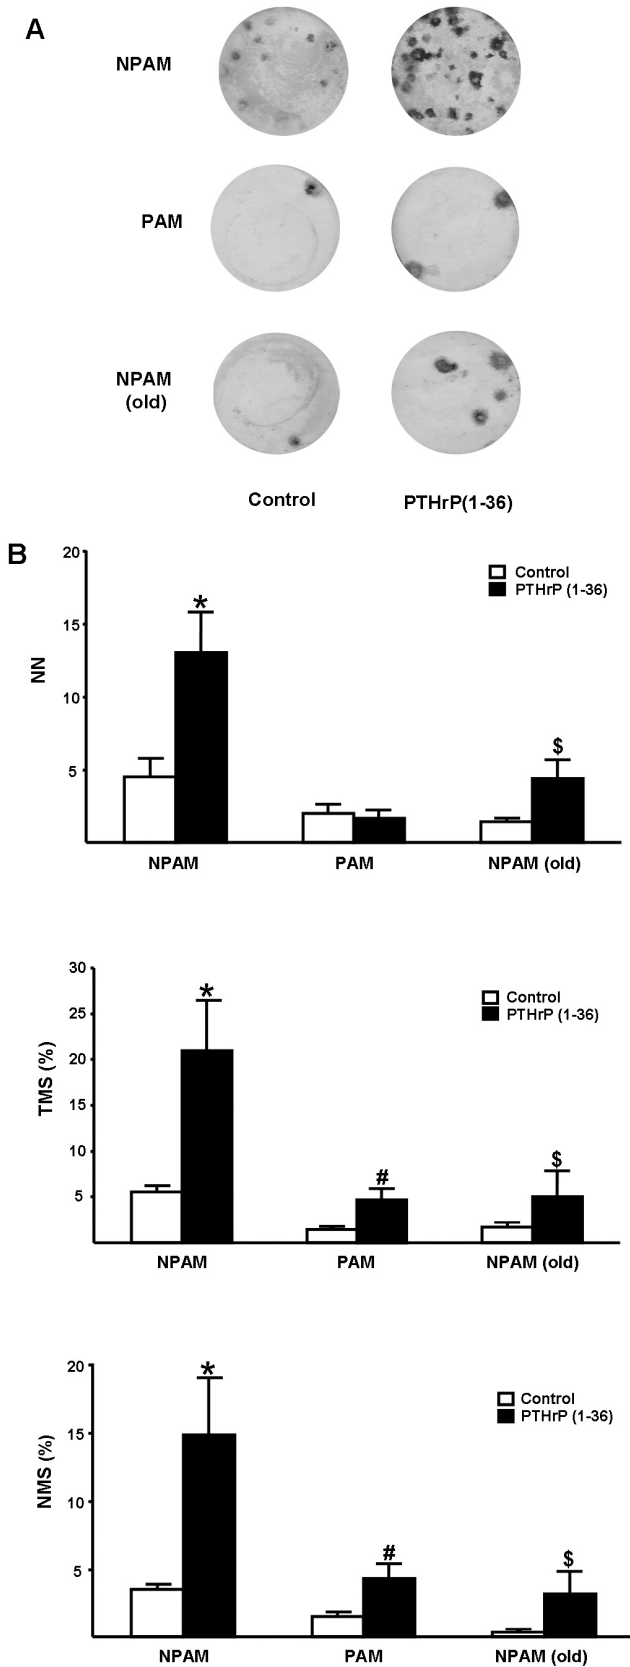 A
NPAM
PAM
NPAM
(old)
Control PTHrP(1-36)
B
20
15
10
5
NN
Control
PTHrP (1-36)
*
$
NPAM PAM NPAM (old)
30
25
20
15
10
5
TMS (%)
Control
PTHrP (1-36)
*
#
$
NPAM PAM NPAM (old)
20
15
10
5
NMS (%)
Control
PTHrP (1-36)
*
#
$
NPAM PAM NPAM (old)